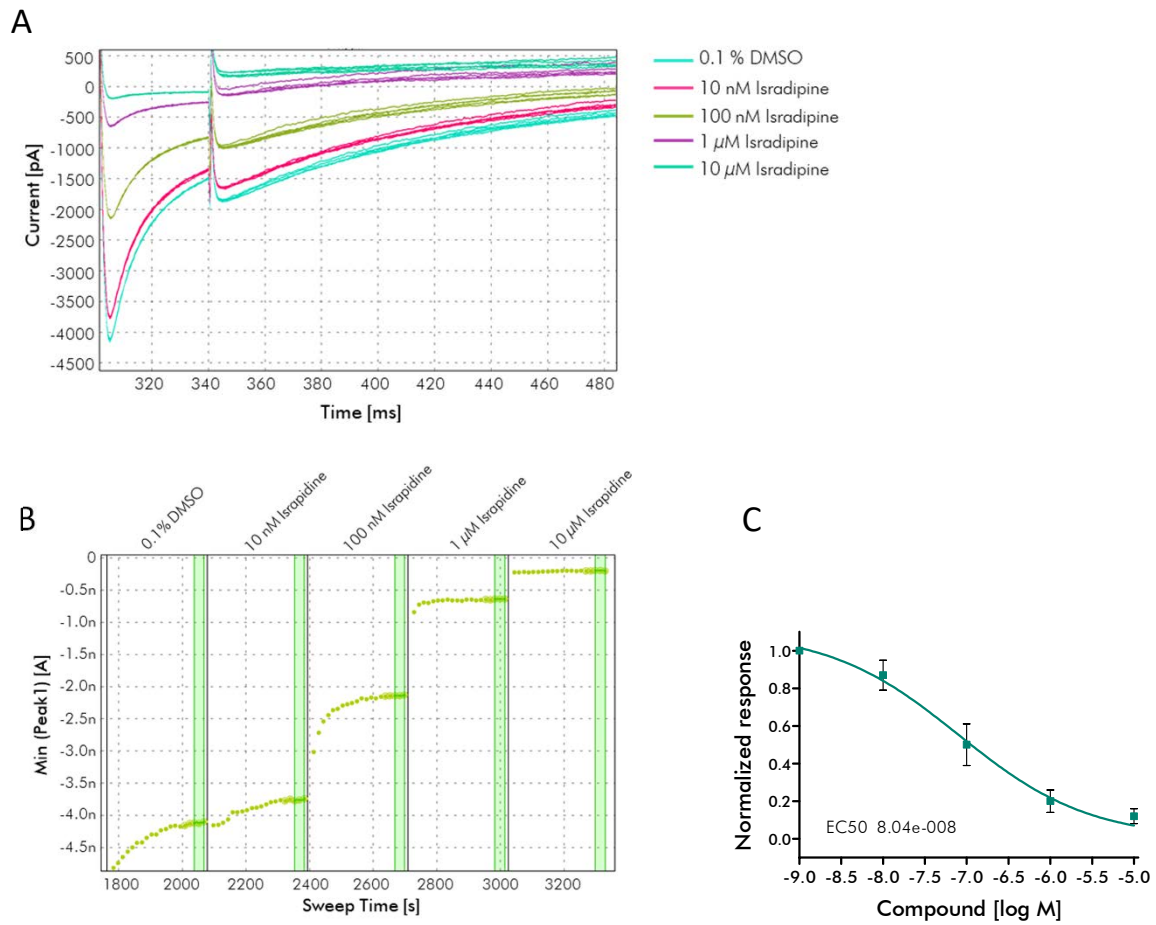 A
500
0
-500
-1000
-1500
-2000
-2500
-3000
-3500
-4000
-4500
Current [pA]
320 340 360 380 400 420 440 460 480
Time [ms]
0.1 % DMSO
10 nM Isradipine
100 nM Isradipine
1 µM Isradipine
10 µM Isradipine
B
0.1% DMSO
10 nM Israpidine
100 nM Israpidine
1 µM Israpidine
10 µM Israpidine
0
-0.5n
-1.0n
-1.5n
-2.0n
-2.5n
-3.0n
-3.5n
-4.0n
-4.5n
Min (Peak1) [A]
1800 2000 2200 2400 2600 2800 3000 3200
Sweep Time [s]
C
1.0
0.8
0.6
0.4
0.2
0.0
Normalized response
EC50 8.04e-008
-9.0 -8.5 -8.0 -7.5 -7.0 -6.5 -6.0 -5.5 -5.0
Compound [log M]